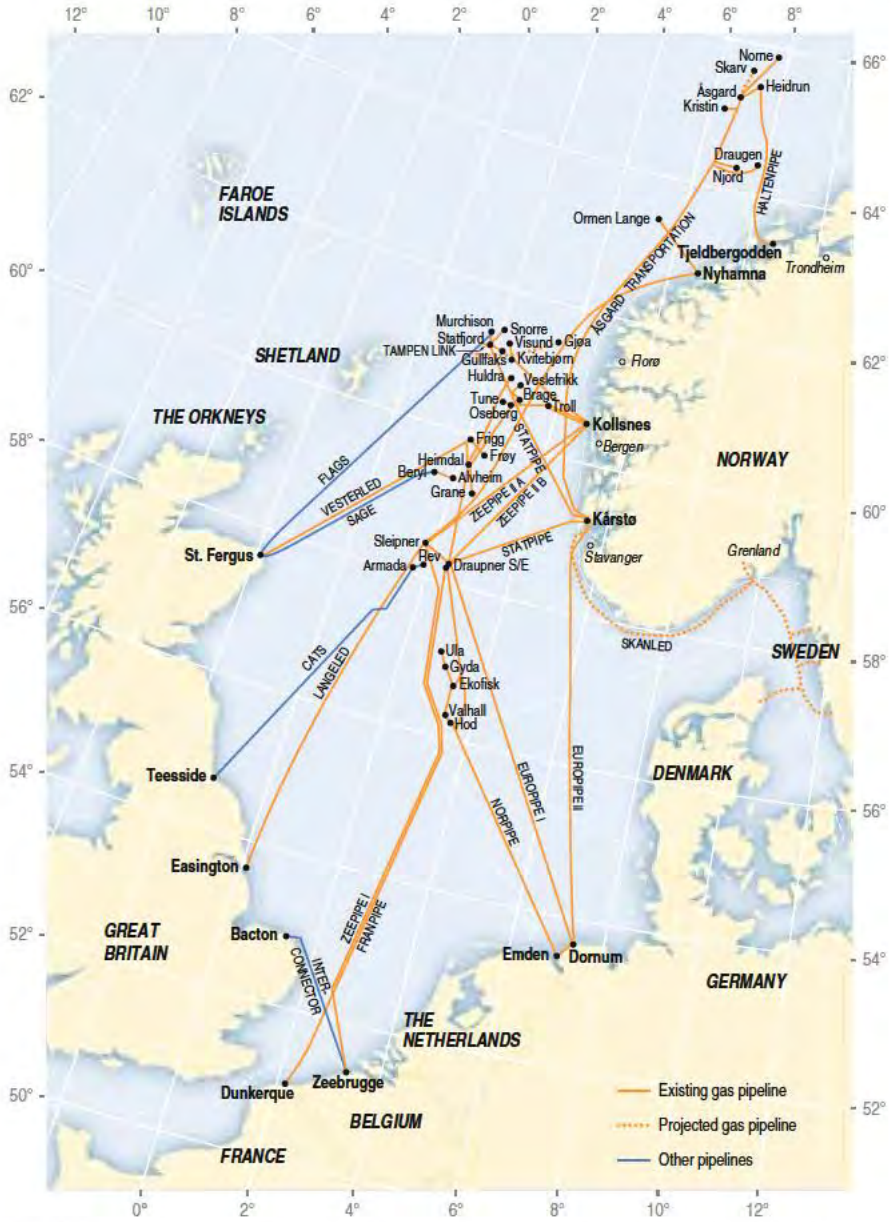 12° 10° 8° 6° 4° 2° 0° 2° 4° 6° 7° 8°
Norne
66°
Skarv
Åsgard
Heidrun
62°
Kristin
Draugen
Njord
HALTENPIPE
FAROE
ISLANDS
64°
Ormen Lange
ÅSGARD TRANSPORTATION
Tjeldbergodden
Trondheim
Nyhamna
60°
Murchison
Snorre
Statfjord
Visund
Gjøa
TAMPEN LINK
Gullfaks
Kvitebjørn
SHETLAND
Florø
62°
Huldra
Veslefrikk
Tune
Brage
Oseberg
Troll
THE ORKNEYS
Kollsnes
58°
STATPIPE
Bergen
Frigg
FLAGS
Heimdal
Frøy
NORWAY
Beryl
Alvheim
VESTERLED
Grane
SAGE
ZEEPIPE II A
ZEEPIPE II B
60°
Kårstø
Sleipner
STATPIPE
St. Fergus
Rev
Stavanger
Grenland
Armada
Draupner S/E
56°
SKANLED
SWEDEN
58°
CATS
LANGELED
Ula
Gyda
Ekofisk
Valhall
Hod
54°
Teesside
DENMARK
EUROPIPE II
EUROPIPE I
NORPIPE
56°
Easington
ZEEPIPE I
FRANPIPE
GREAT
BRITAIN
52°
Bacton
INTER-
CONNECTOR
Emden
Dornum
54°
GERMANY
THE
NETHERLANDS
Zeebrugge
Dunkerque
50°
BELGIUM
FRANCE
Existing gas pipeline
Projected gas pipeline
Other pipelines
52°
0° 2° 4° 6° 8° 10° 12°